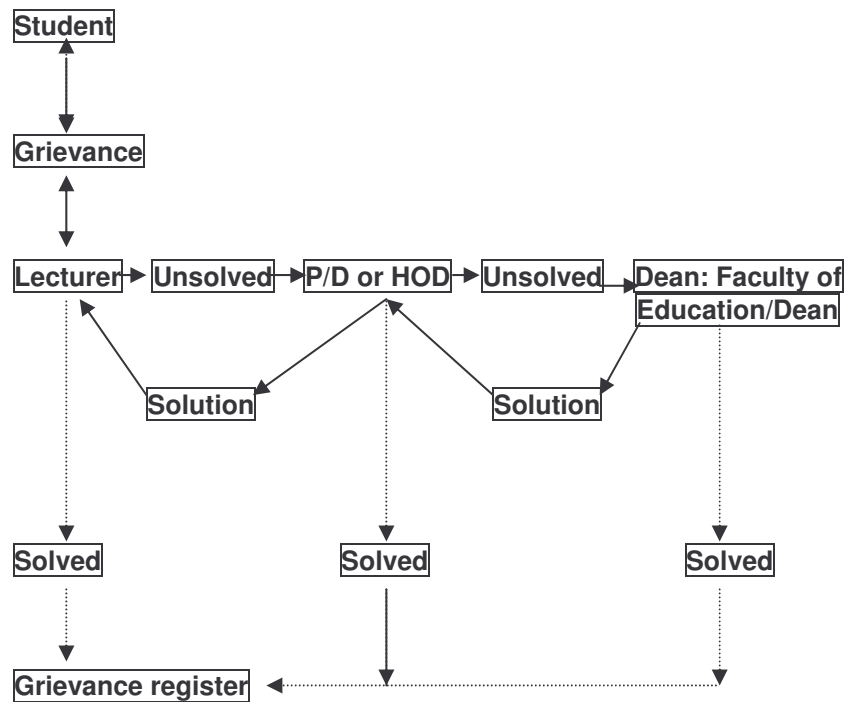 Student
Grievance
Lecturer Unsolved P/D or HOD Unsolved Dean: Faculty of
Education/Dean
Solution Solution
Solved Solved Solved
Grievance register